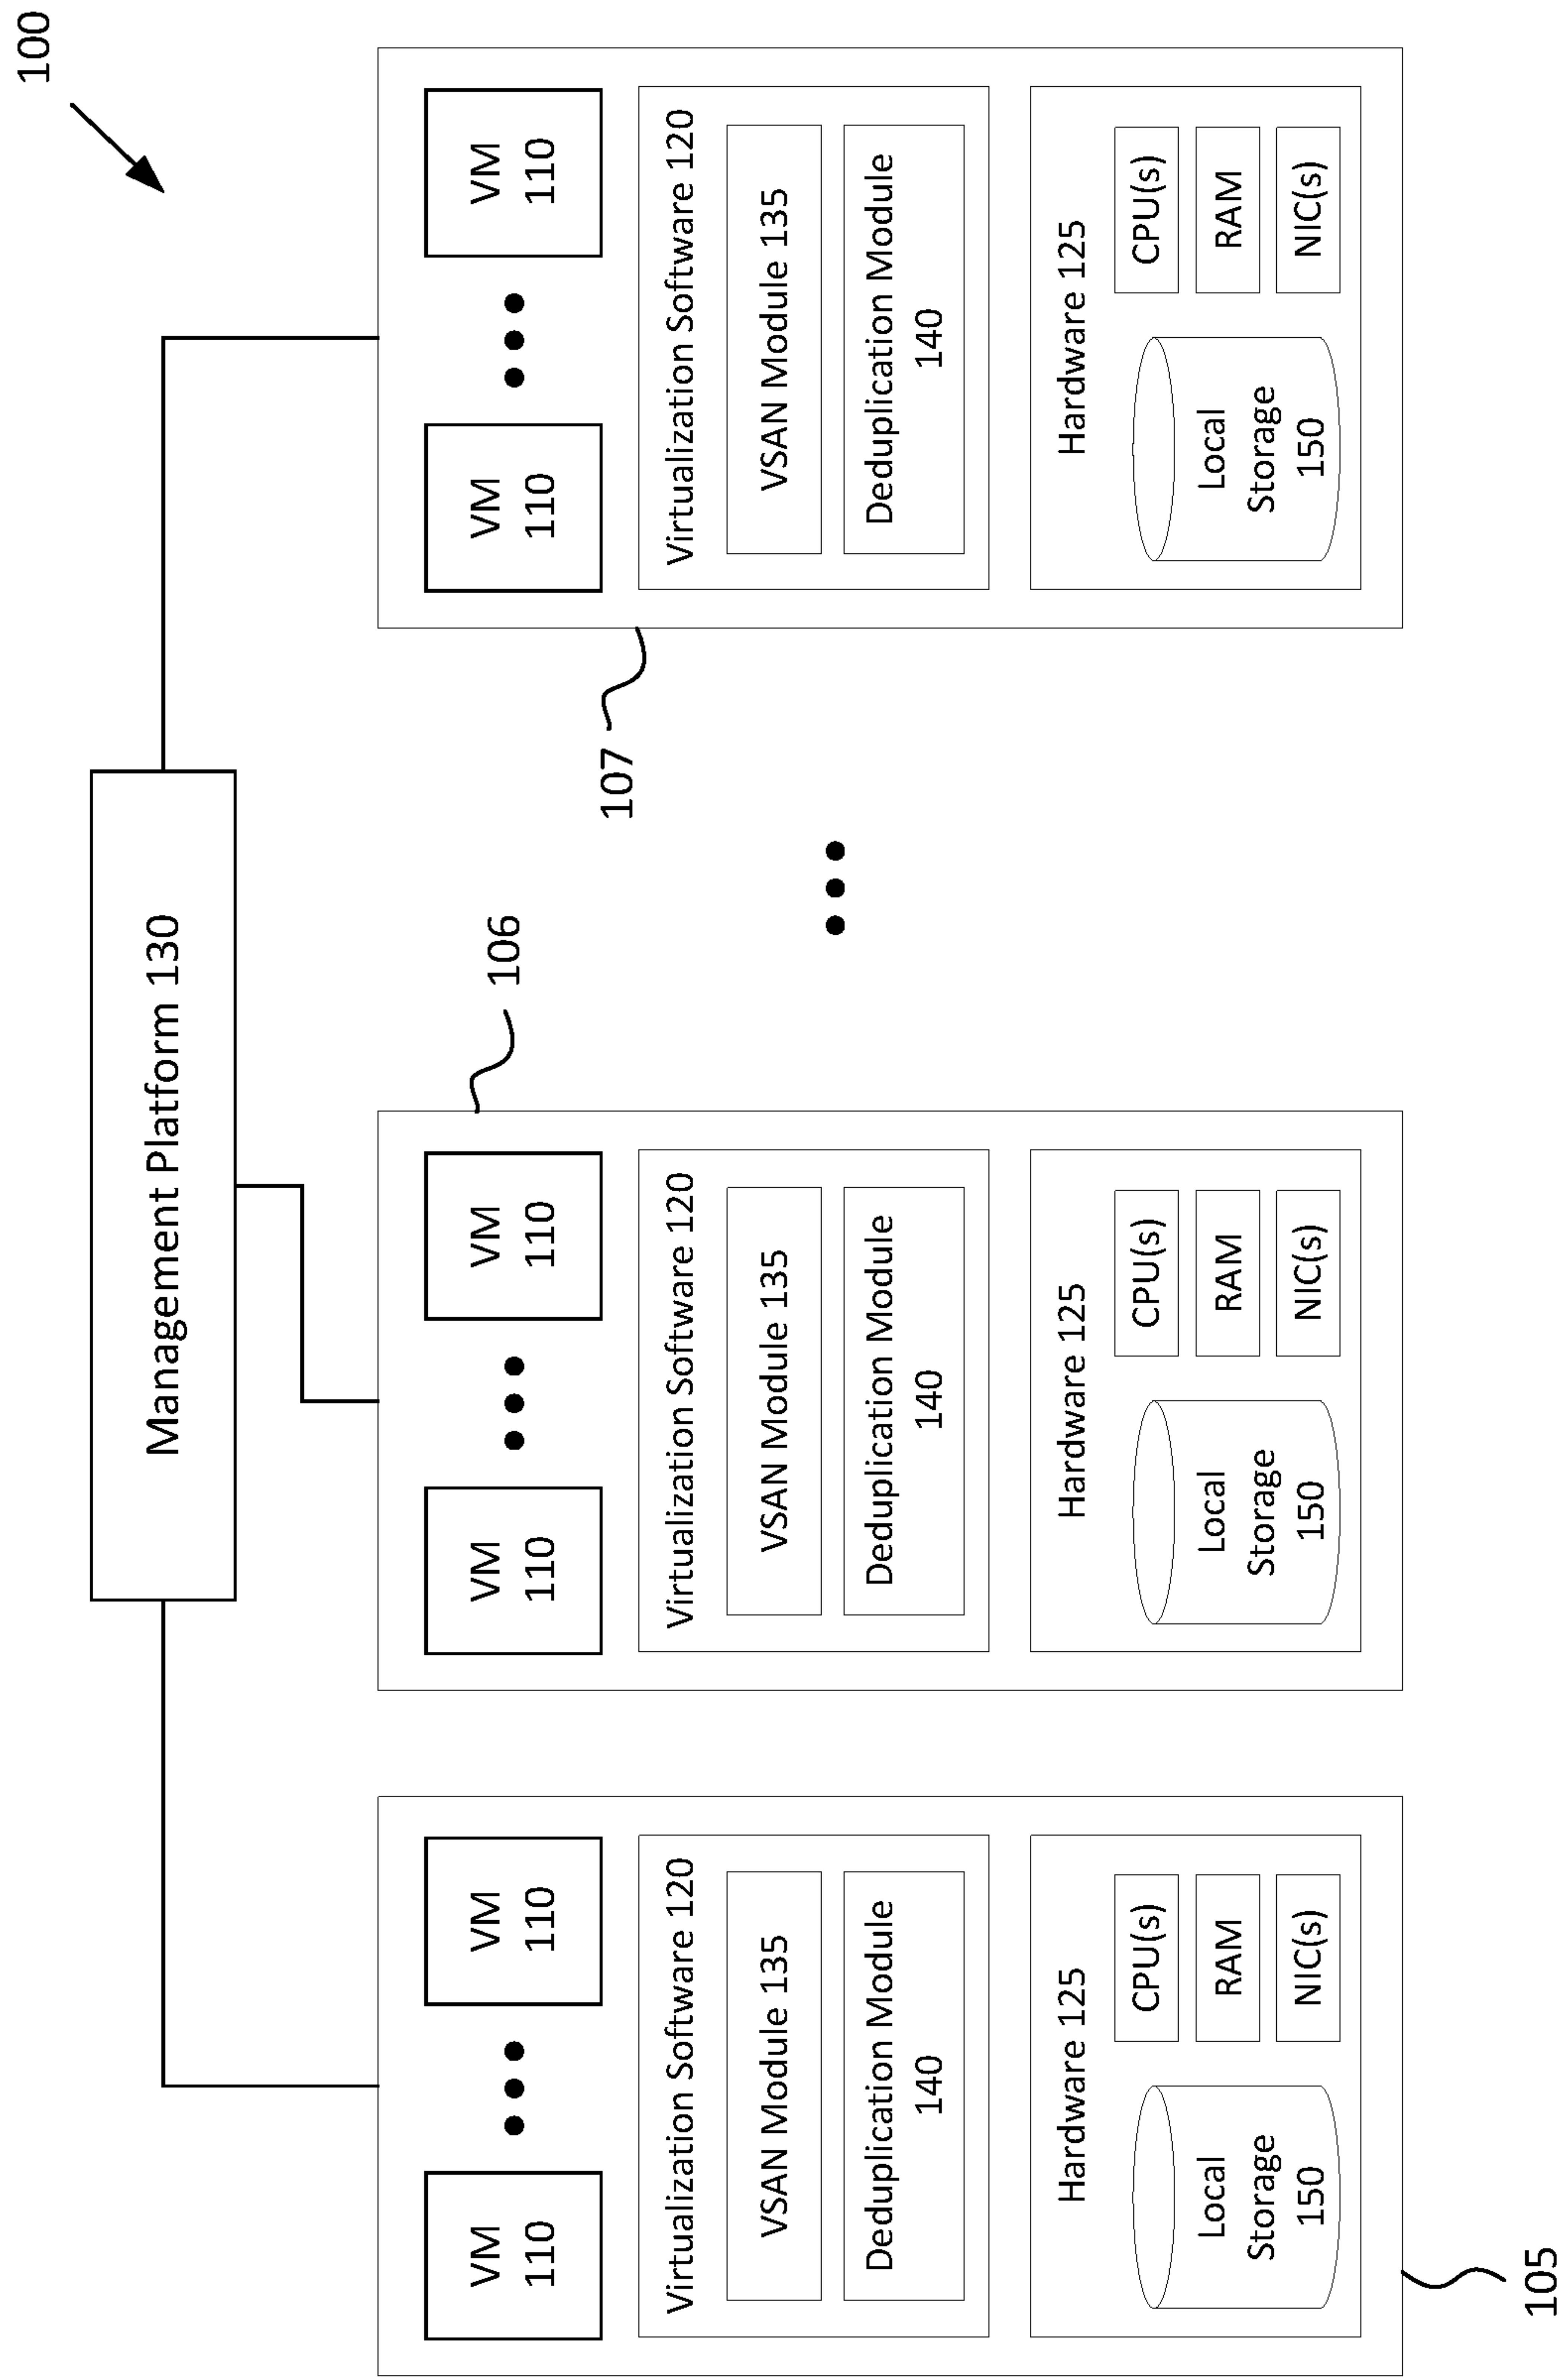 100
Management Platform 130
VM
110
VM
110
Virtualization Software 120
VSAN Module 135
Deduplication Module
140
Hardware 125
Local
Storage
150
CPU(s)
RAM
NIC(s)
105
VM
110
VM
110
106
Virtualization Software 120
VSAN Module 135
Deduplication Module
140
Hardware 125
Local
Storage
150
CPU(s)
RAM
NIC(s)
107
VM
110
VM
110
Virtualization Software 120
VSAN Module 135
Deduplication Module
140
Hardware 125
Local
Storage
150
CPU(s)
RAM
NIC(s)